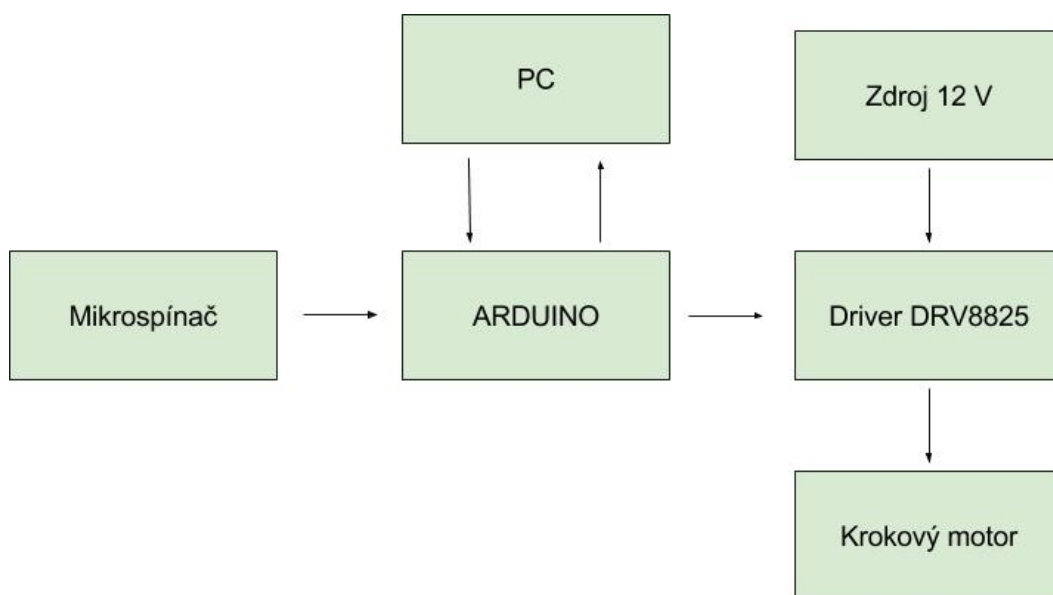 PC
Zdroj 12 V
Mikrospínač
ARDUINO
Driver DRV8825
Krokový motor